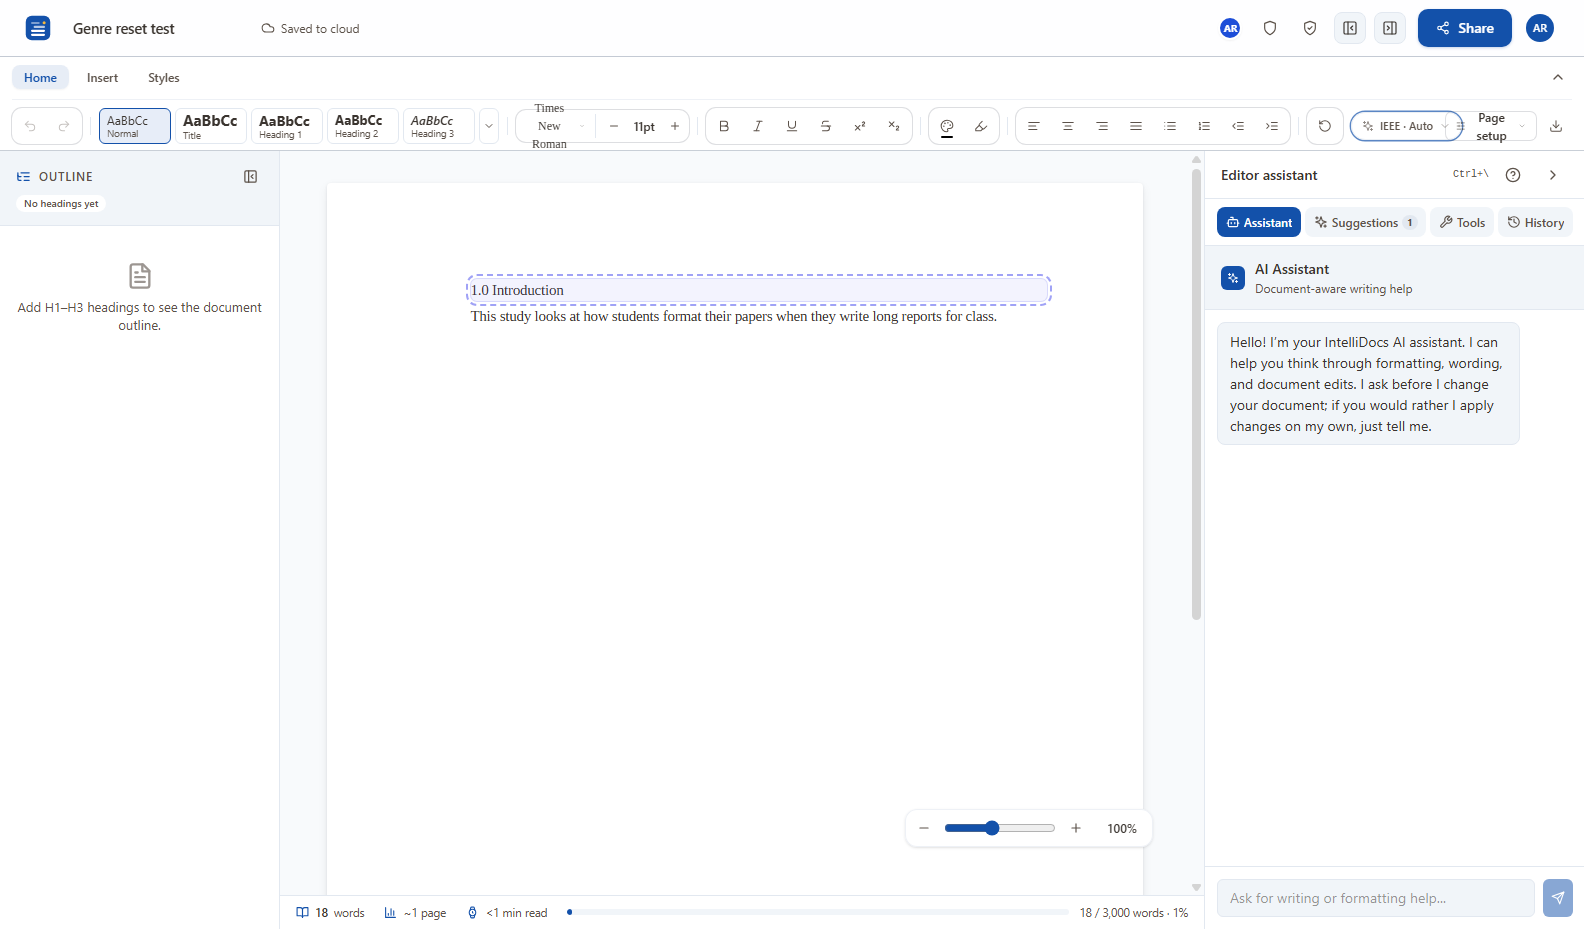 Genre reset test
Saved to cloud
AR
Share
AR
Home
Insert
Styles
AaBbCc
Normal
AaBbCc
Title
AaBbCc
Heading 1
AaBbCc
Heading 2
AaBbCc
Heading 3
Times
New
Roman
11pt
IEEE · Auto
Page
setup
OUTLINE
No headings yet
Add H1–H3 headings to see the document
outline.
1.0 Introduction
This study looks at how students format their papers when they write long reports for class.
100%
18 words
~1 page
<1 min read
18 / 3,000 words · 1%
Editor assistant
Ctrl+\
Assistant
Suggestions 1
Tools
History
AI Assistant
Document-aware writing help
Hello! I'm your IntelliDocs AI assistant. I can
help you think through formatting, wording,
and document edits. I ask before I change
your document; if you would rather I apply
changes on my own, just tell me.
Ask for writing or formatting help...